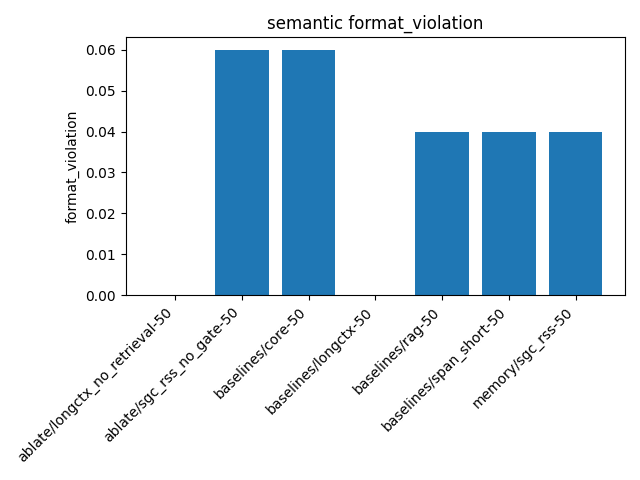 semantic format_violation
format_violation
0.06
0.05
0.04
0.03
0.02
0.01
0.00
ablate/longctx_no_retrieval-50
ablate/sgc_rss_no_gate-50
baselines/core-50
baselines/longctx-50
baselines/rag-50
baselines/span_short-50
memory/sgc_rss-50